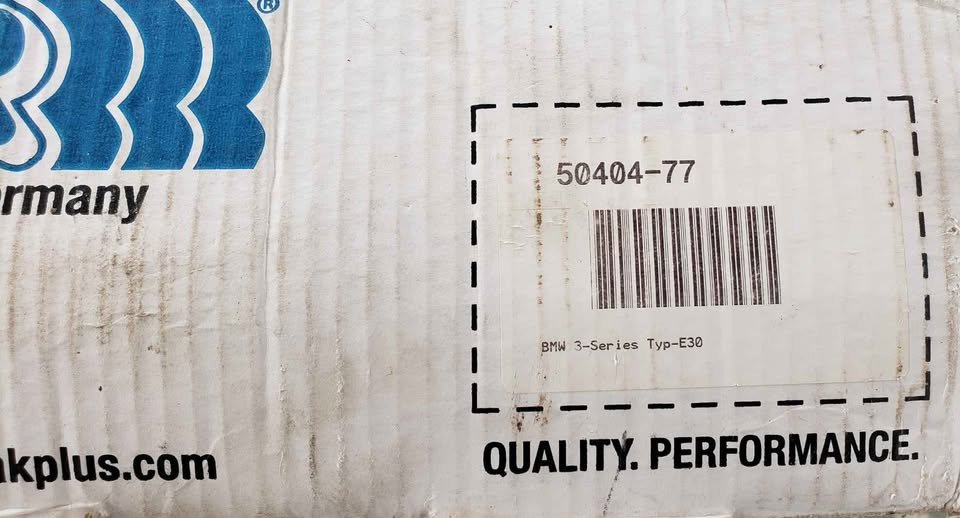 ®
rmany
50404-77
BMW 3-Series Typ-E30
kplus.com
QUALITY. PERFORMANCE.